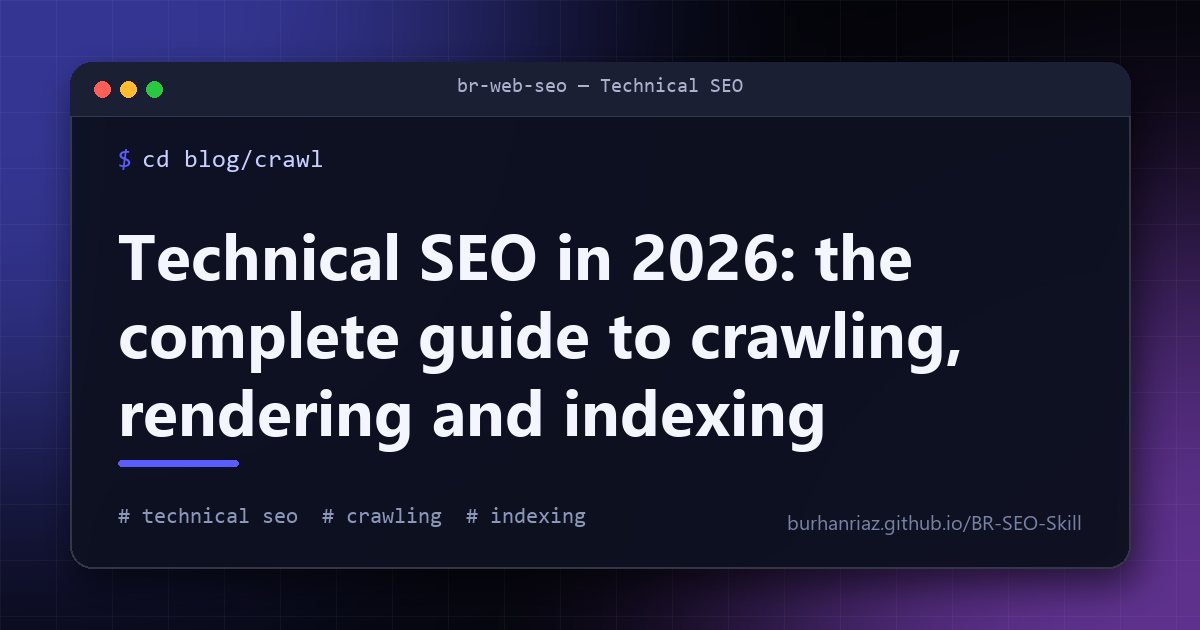 br-web-seo — Technical SEO
$ cd blog/crawl
Technical SEO in 2026: the
complete guide to crawling,
rendering and indexing
# technical seo # crawling # indexing
burhanriaz.github.io/BR-SEO-Skill